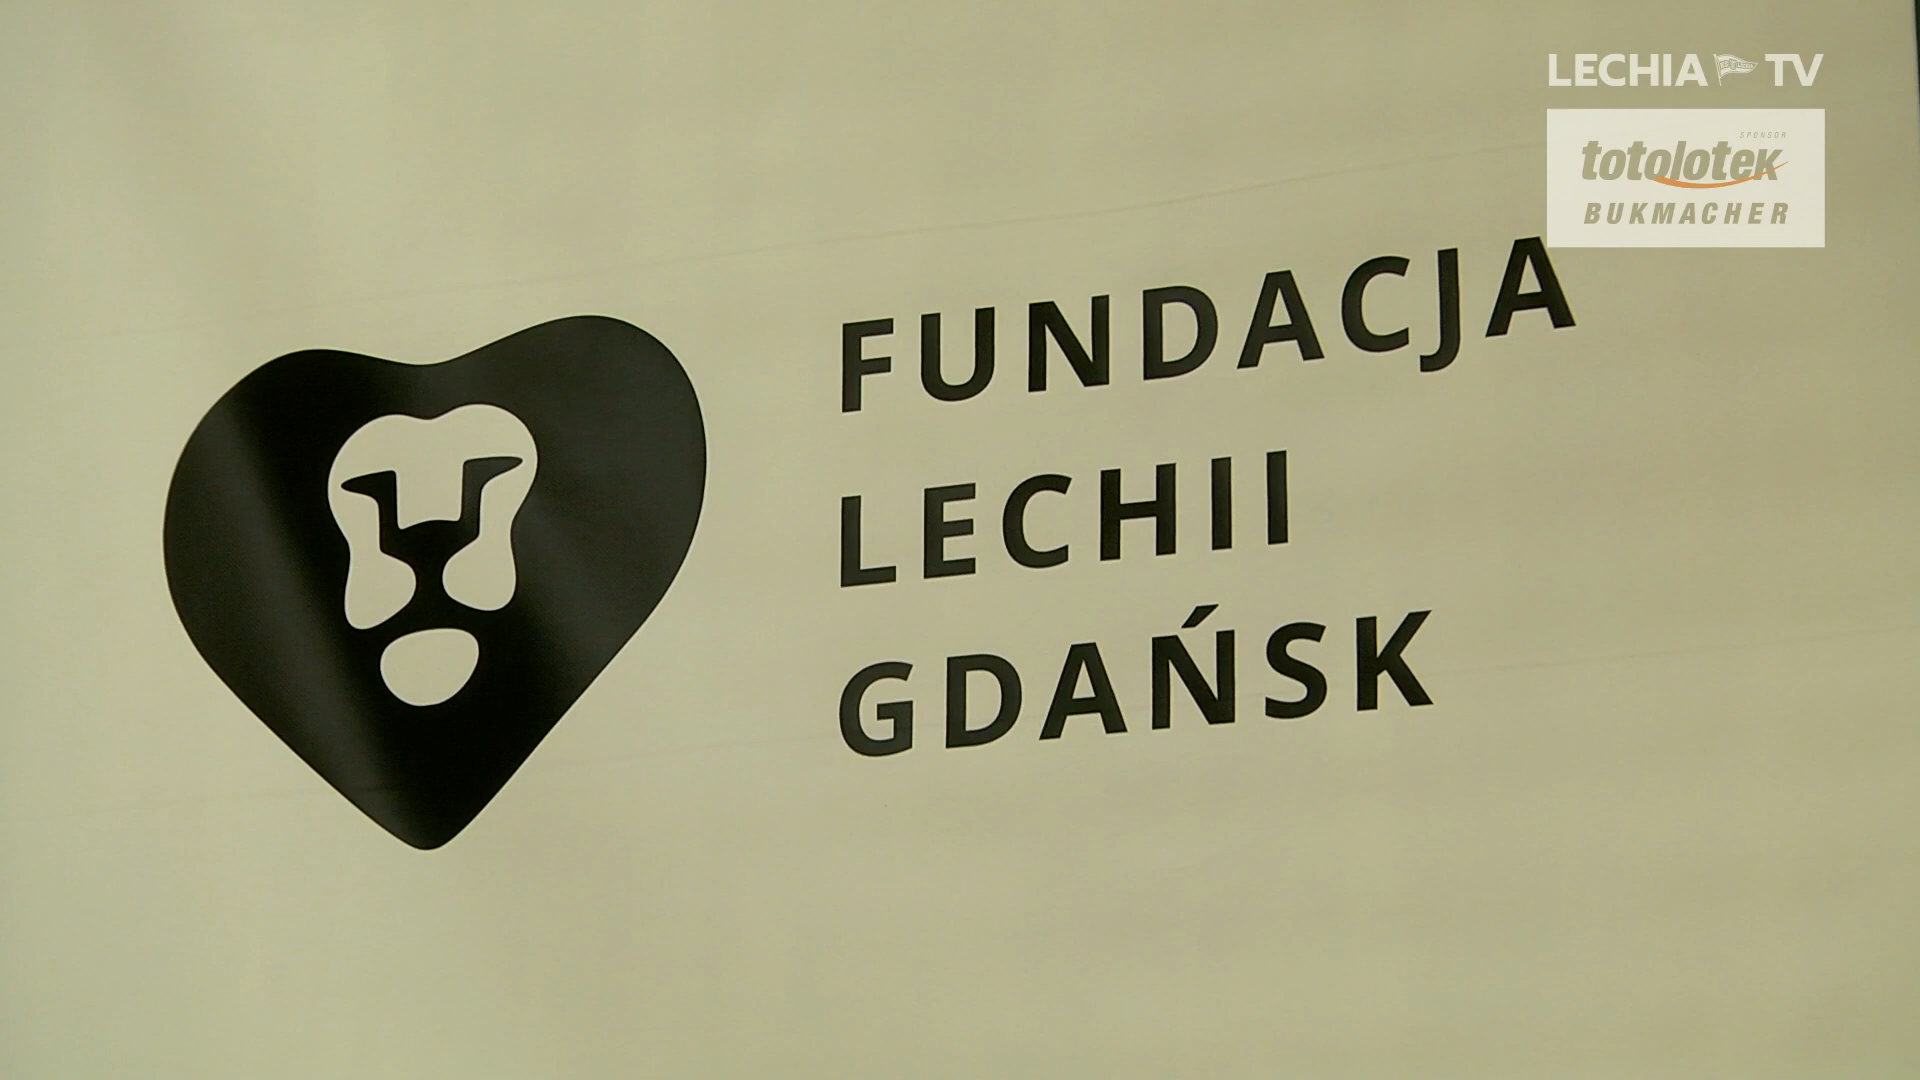 LECHIA TV
SPONSOR
totolotek
BUKMACHER
FUNDACJA
LECHII
GDAŃSK